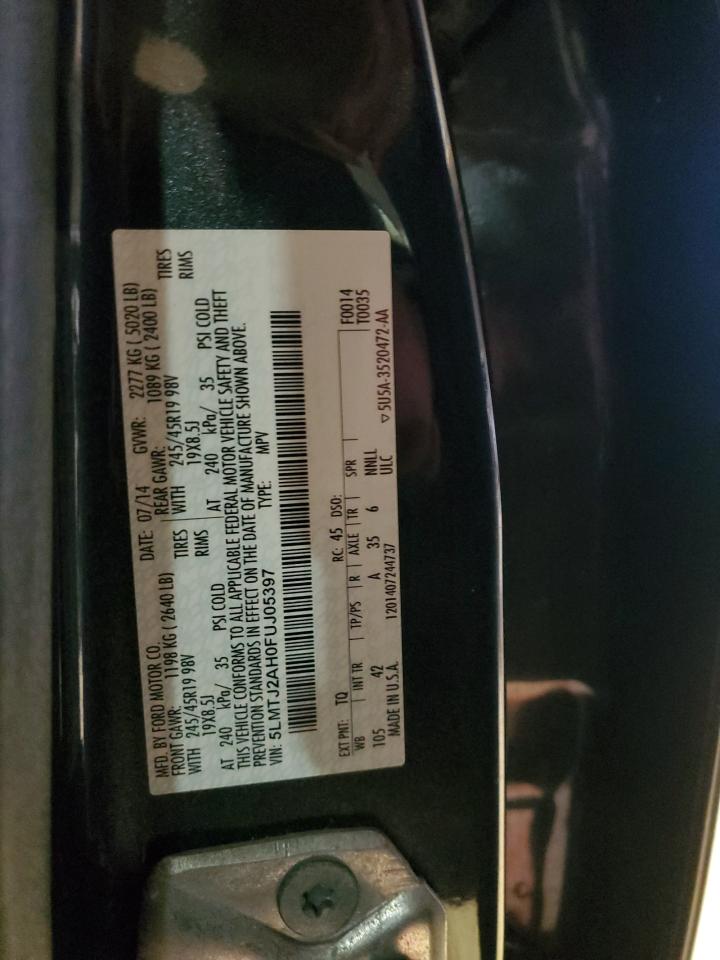 MFD. BY FORD MOTOR CO. DATE: 07/14 GVWR: 2277 KG ( 5020 LB)
FRONT GAWR: 1198 KG ( 2640 LB) REAR GAWR: 1089 KG ( 2400 LB)
WITH 245/45R19 98V TIRES WITH 245/45R19 98V TIRES
19X8.5J RIMS 19X8.5J RIMS
AT 240 kPa/ 35 PSI COLD AT 240 kPa/ 35 PSI COLD
THIS VEHICLE CONFORMS TO ALL APPLICABLE FEDERAL MOTOR VEHICLE SAFETY AND THEFT
PREVENTION STANDARDS IN EFFECT ON THE DATE OF MANUFACTURE SHOWN ABOVE.
VIN: 5LMTJ2AH0FUJ05397 TYPE: MPV
EXT PNT: TQ RC: 45 DSO: F0014
WB INT TR TP/PS R AXLE TR SPR T0035
105 42 A 35 6 NNLL
MADE IN U.S.A. 1201407244737 ULC ▽5U5A-3520472-AA